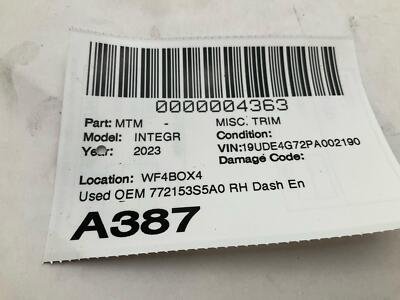 0000004363
Part: MTM - MISC. TRIM
Model: INTEGR Condition:
Year: 2023 VIN:19UDE4G72PA002190
Damage Code:
Location: WF4BOX4
Used OEM 772153S5A0 RH Dash En
A387